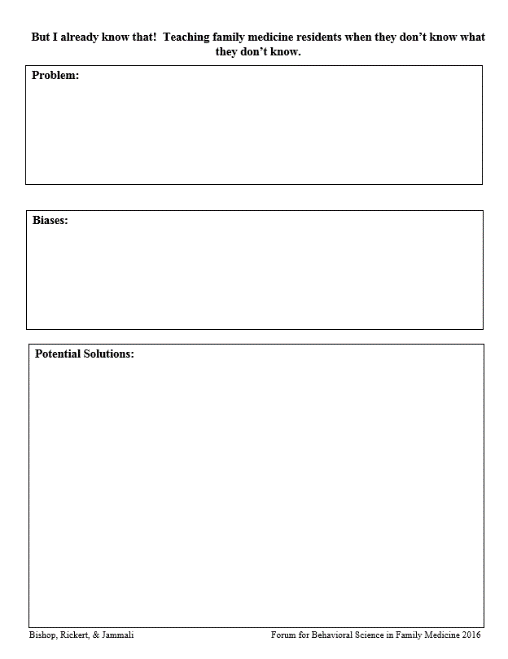 But I already know that!  Teaching family medicine residents when they don’t know what
they don’t know.
Problem:
Biases:
Potential Solutions:
Bishop, Rickert, & Jammali
Forum for Behavioral Science in Family Medicine 2016